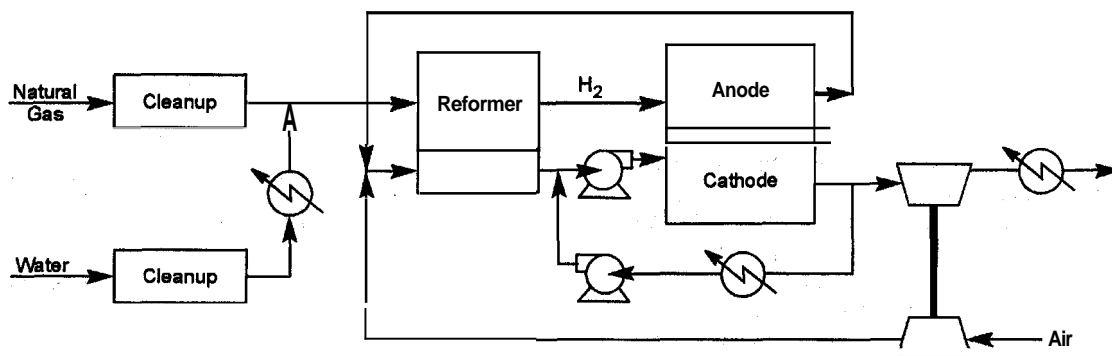 Natural
Gas
Cleanup
Reformer
H2
Anode
Cathode
Water
Cleanup
Air